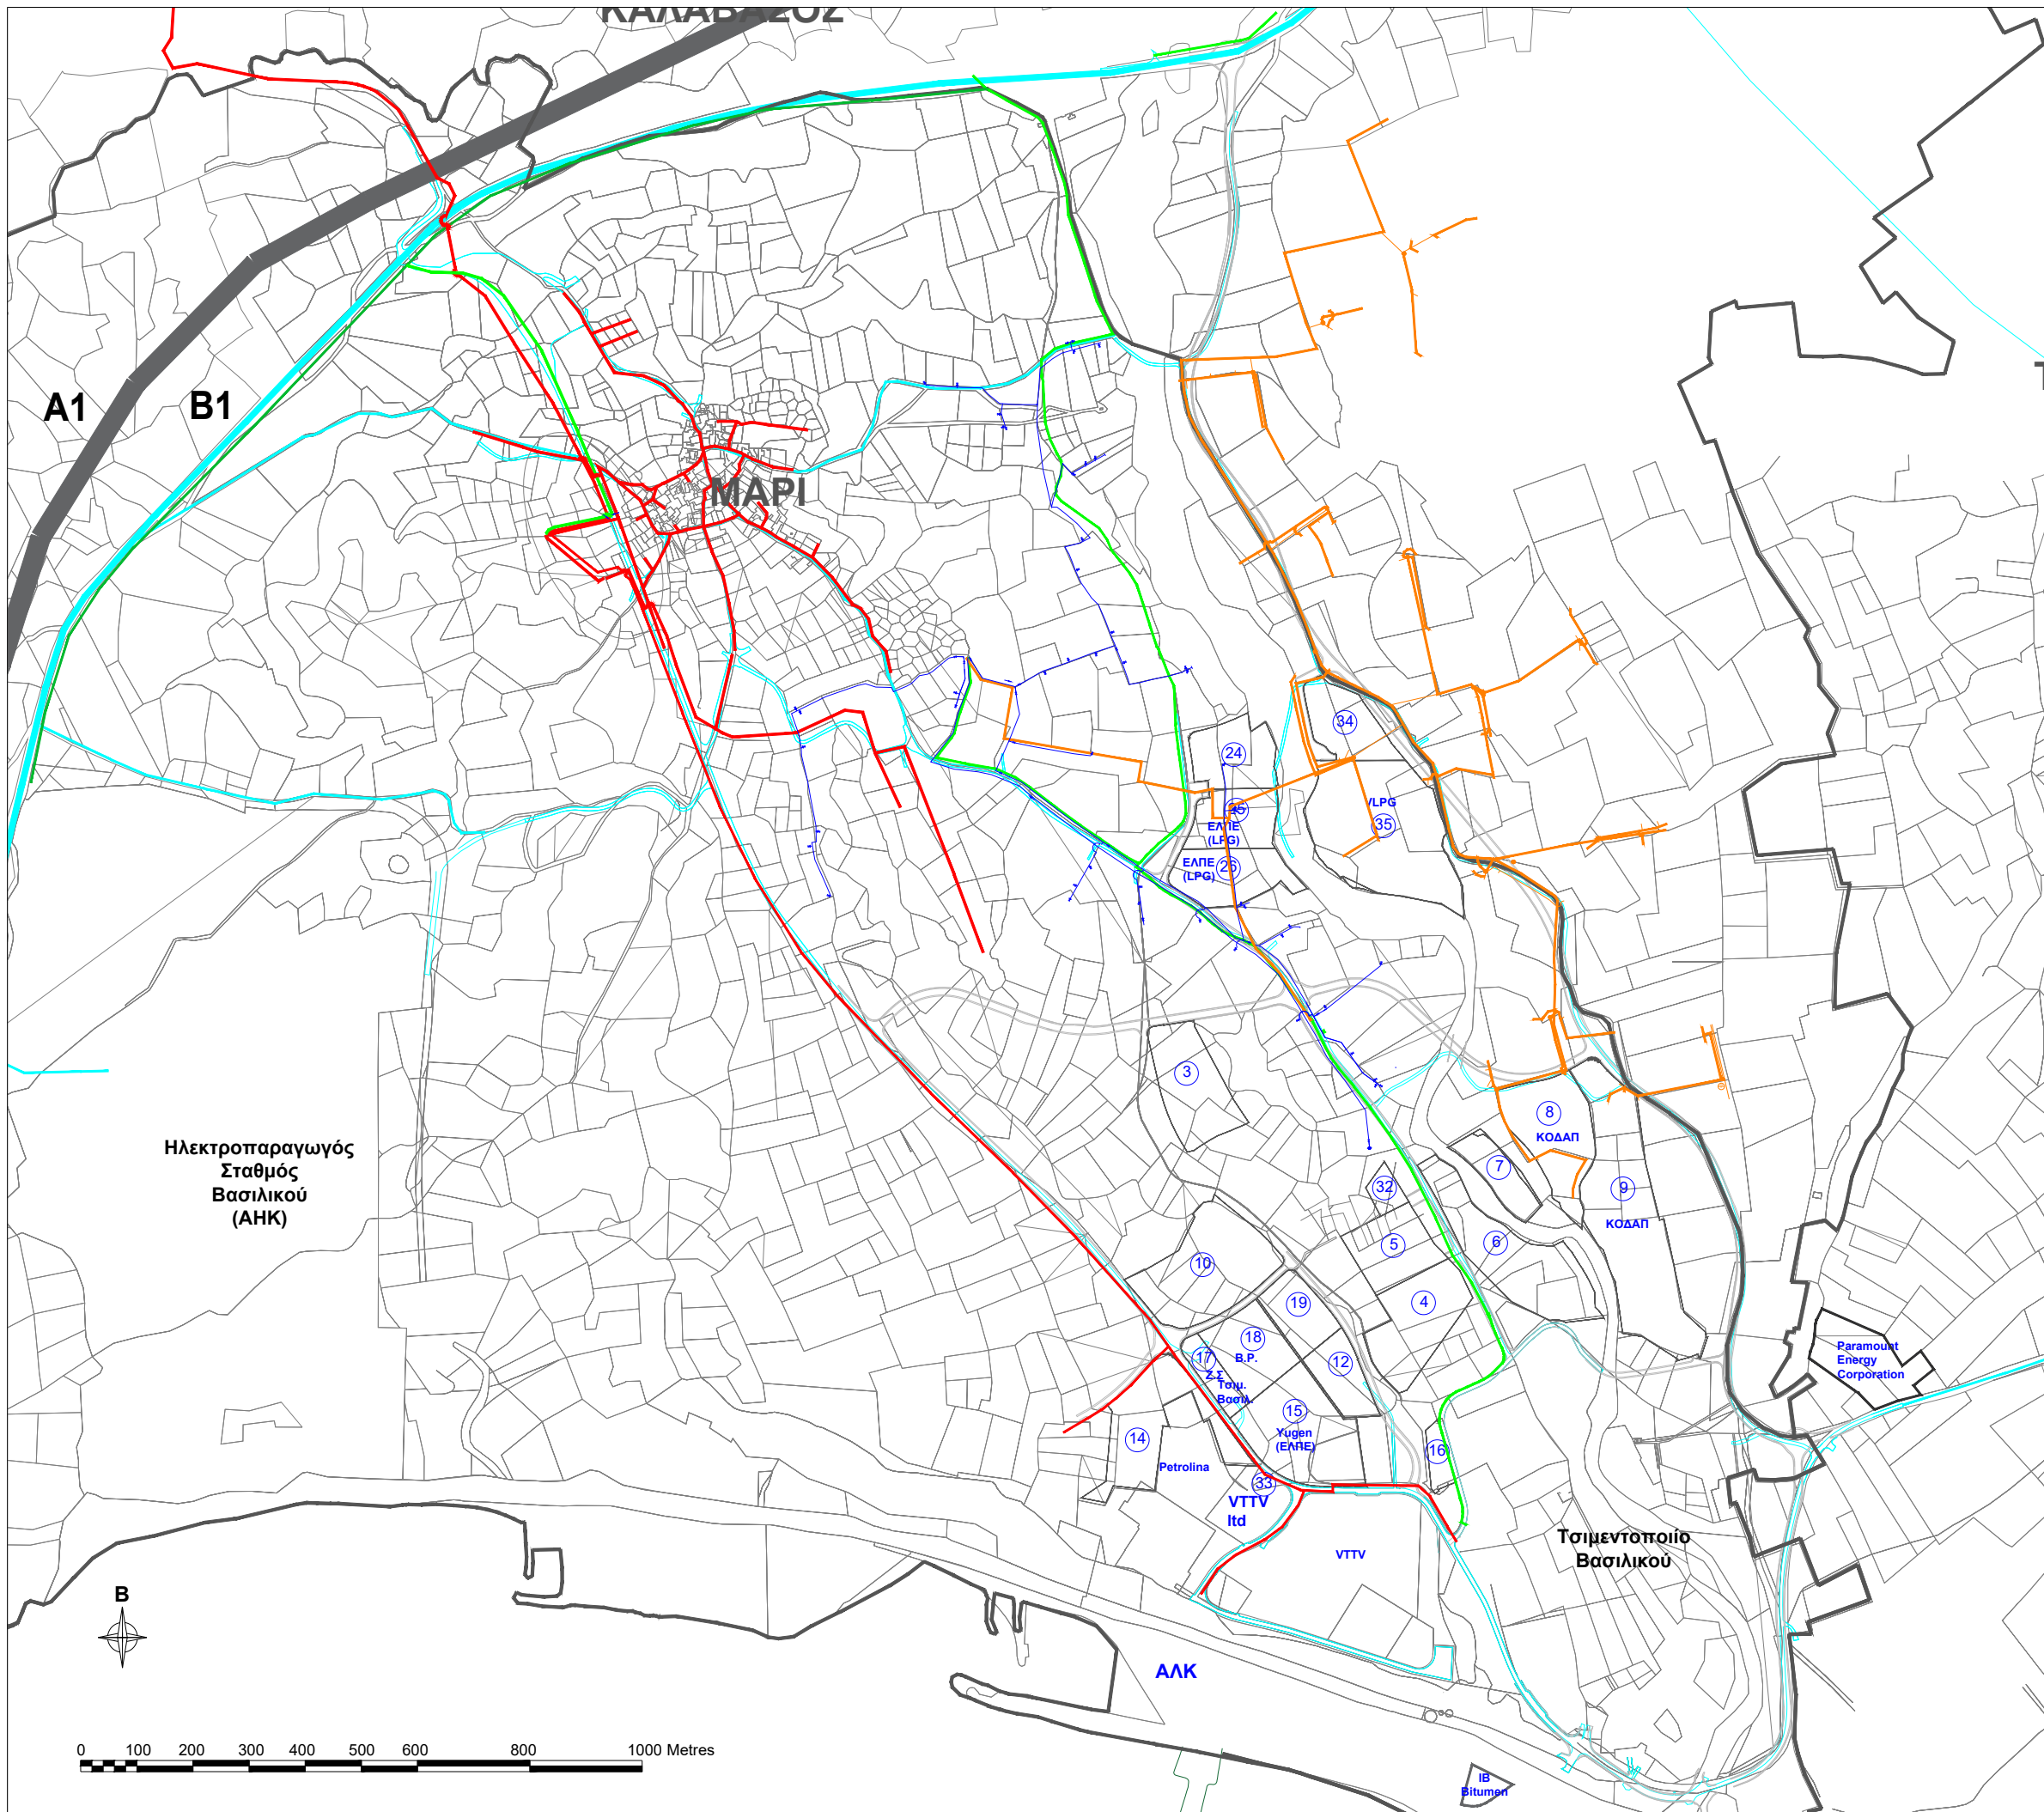 ΚΑΛΑΒΑΣΟΣ
A1
B1
ΜΑΡΙ
34
24
/LPG
25
35
ΕΛΠΕ
(LPG)
ΕΛΠΕ
(LPG)
26
3
8
ΚΟΔΑΠ
Ηλεκτροπαραγωγός
Σταθμός
Βασιλικού
(ΑΗΚ)
7
32
9
ΚΟΔΑΠ
5
6
10
19
4
18
B.P.
17
Ζ.Σ
Τσιμ.
Βασιλ.
12
Paramount
Energy
Corporation
15
Yugen
(ΕΛΠΕ)
14
16
Petrolina
33
VTTV
ltd
VTTV
Τσιμεντοποιίο
Βασιλικού
B
ΑΛΚ
0 100 200 300 400 500 600 800 1000 Metres
IB
Bitumen